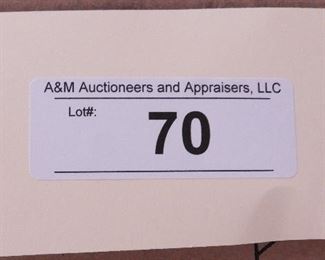 A&M Auctioneers and Appraisers, LLC
Lot#:
70